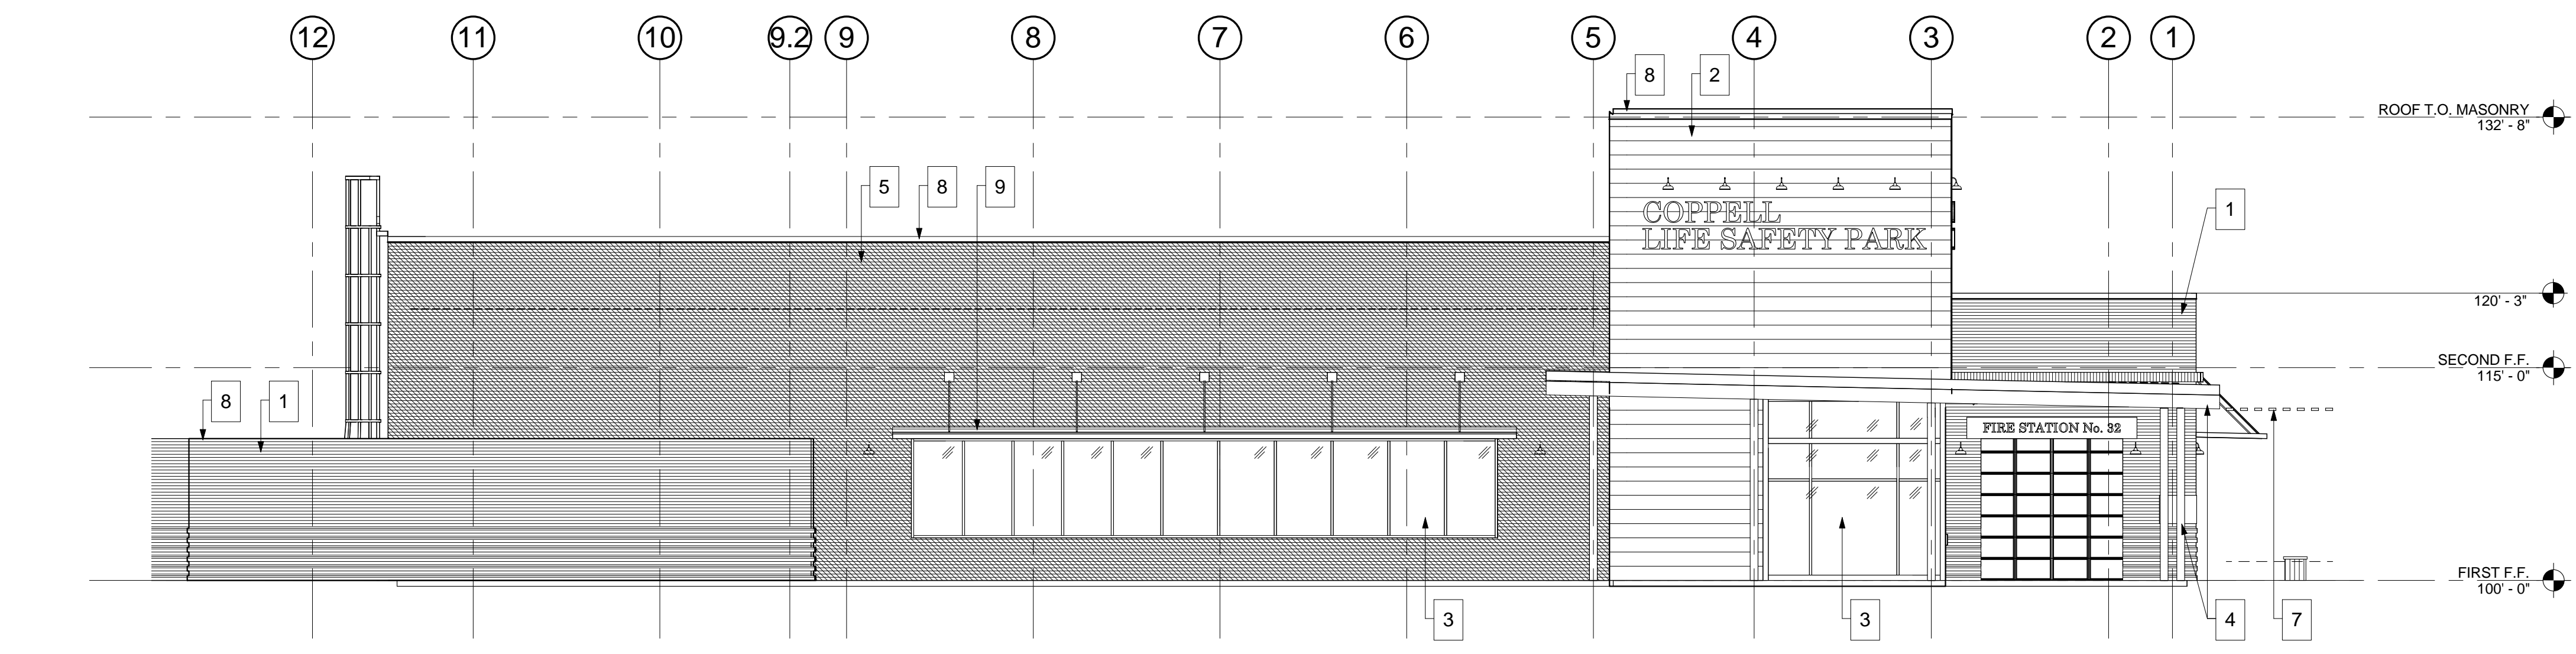 12 11 10 9.2 9 8 7 6 5 4 3 2 1
8 2
ROOF T.O. MASONRY
132' - 8"
5 8 9
1
COPPELL
LIFE SAFETY PARK
120' - 3"
SECOND F.F.
115' - 0"
8 1
FIRE STATION No. 32
FIRST F.F.
100' - 0"
3 3 4 7